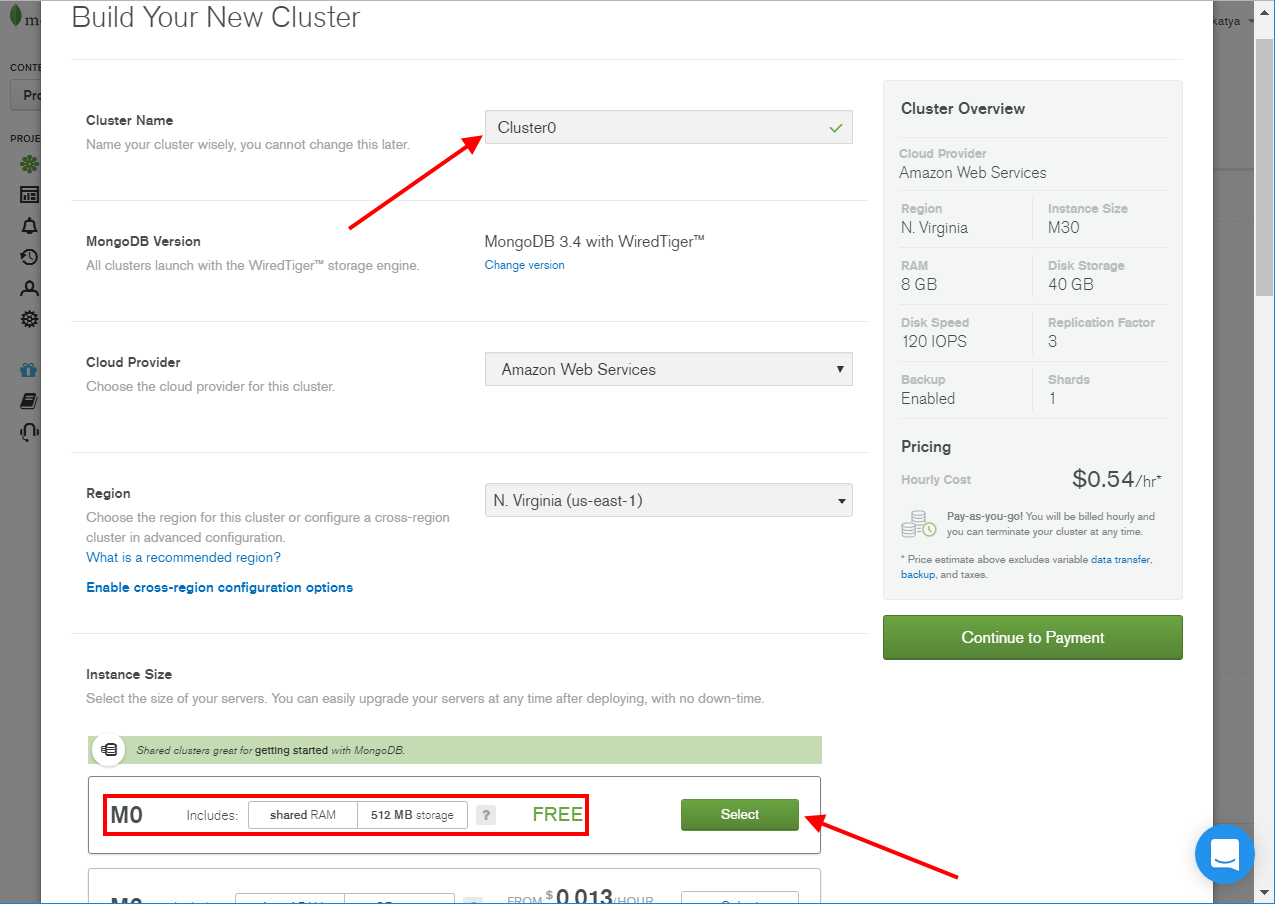 Build Your New Cluster
katya
CONTE
Pro
PROJE
Cluster Name
Name your cluster wisely, you cannot change this later.
Cluster0
MongoDB Version
All clusters launch with the WiredTiger™ storage engine.
MongoDB 3.4 with WiredTiger™
Change version
Cloud Provider
Choose the cloud provider for this cluster.
Amazon Web Services
Region
Choose the region for this cluster or configure a cross-region
cluster in advanced configuration.
What is a recommended region?
Enable cross-region configuration options
N. Virginia (us-east-1)
Instance Size
Select the size of your servers. You can easily upgrade your servers at any time after deploying, with no down-time.
Shared clusters great for getting started with MongoDB.
M0 Includes: shared RAM 512 MB storage ? FREE Select
FROM $0.013/HOUR
Cluster Overview
Cloud Provider
Amazon Web Services
Region Instance Size
N. Virginia M30
RAM Disk Storage
8 GB 40 GB
Disk Speed Replication Factor
120 IOPS 3
Backup Shards
Enabled 1
Pricing
Hourly Cost $0.54/hr*
Pay-as-you-go! You will be billed hourly and
you can terminate your cluster at any time.
* Price estimate above excludes variable data transfer,
backup, and taxes.
Continue to Payment